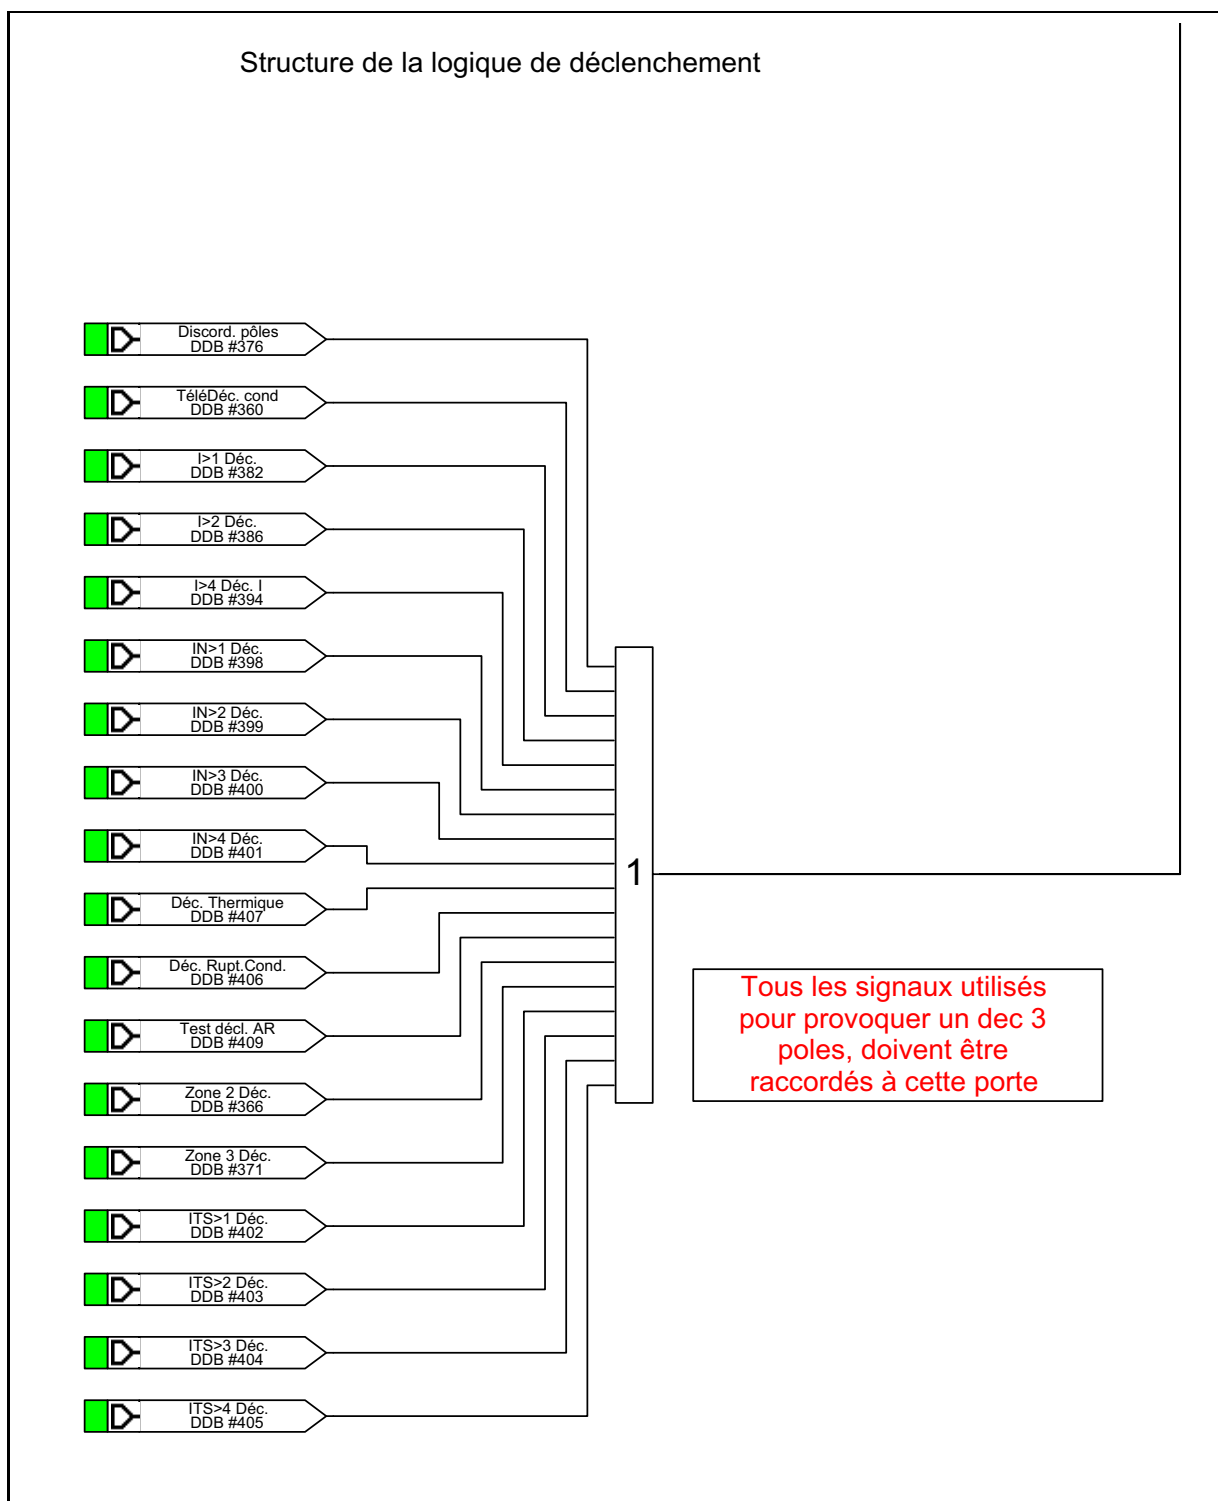 Structure de la logique de déclenchement
Discord. pôles
DDB #376
TéléDéc. cond
DDB #360
I>1 Déc.
DDB #382
I>2 Déc.
DDB #386
I>4 Déc. I
DDB #394
IN>1 Déc.
DDB #398
IN>2 Déc.
DDB #399
IN>3 Déc.
DDB #400
IN>4 Déc.
DDB #401
Déc. Thermique
DDB #407
Déc. Rupt.Cond.
DDB #406
Test décl. AR
DDB #409
Zone 2 Déc.
DDB #366
Zone 3 Déc.
DDB #371
ITS>1 Déc.
DDB #402
ITS>2 Déc.
DDB #403
ITS>3 Déc.
DDB #404
ITS>4 Déc.
DDB #405
1
Tous les signaux utilisés
pour provoquer un dec 3
poles, doivent être
raccordés à cette porte